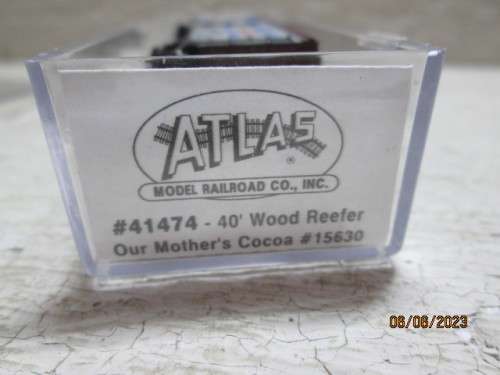 ATLAS
®
MODEL RAILROAD CO., INC.
#41474 - 40' Wood Reefer
Our Mother's Cocoa #15630
06/06/2023